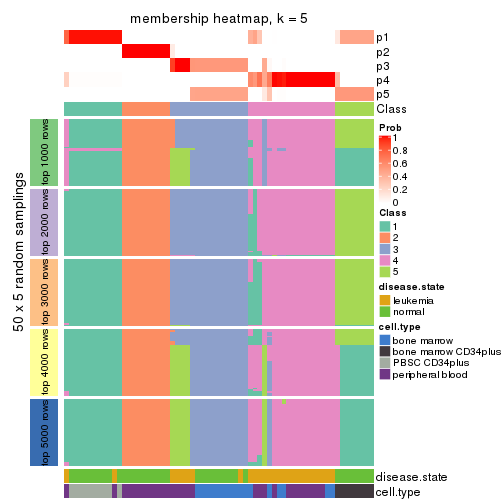 membership heatmap, k = 5
p1
p2
p3
p4
p5
Class
50 x 5 random samplings
top 1000 rows
top 2000 rows
top 3000 rows
top 4000 rows
top 5000 rows
disease.state
cell.type
Prob
1
0.8
0.6
0.4
0.2
0
Class
1
2
3
4
5
disease.state
leukemia
normal
cell.type
bone marrow
bone marrow CD34plus
PBSC CD34plus
peripheral blood